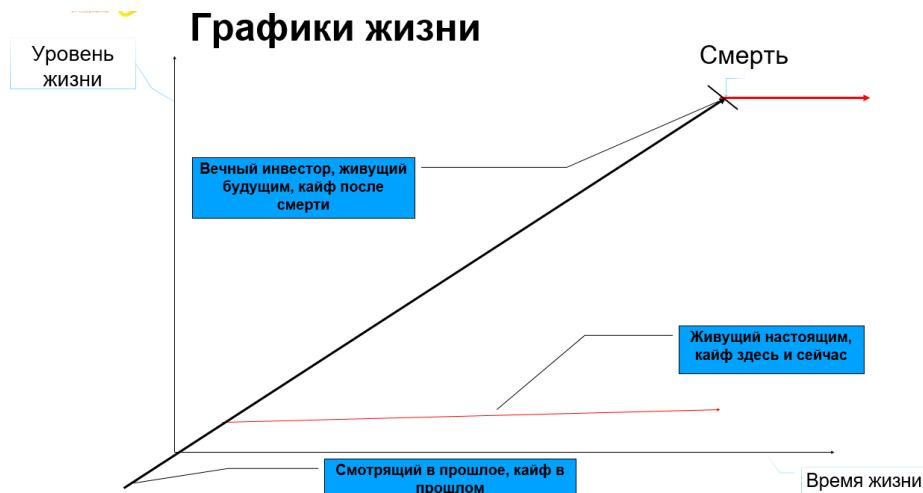 Графики жизни
Уровень
жизни
Смерть
Вечный инвестор, живущий
будущим, кайф после
смерти
Живущий настоящим,
кайф здесь и сейчас
Смотрящий в прошлое, кайф в
прошлом
Время жизни